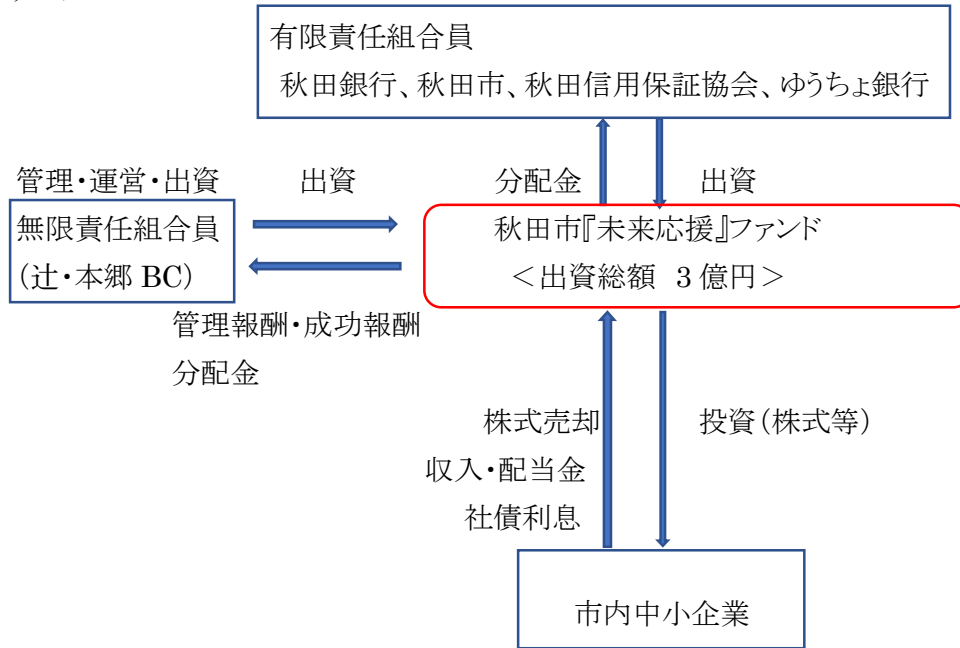 有限責任組合員
秋田銀行、秋田市、秋田信用保証協会、ゆうちょ銀行
管理・運営・出資
出資
分配金
出資
無限責任組合員
(辻・本郷 BC)
秋田市『未来応援』ファンド
<出資総額 3億円>
管理報酬・成功報酬
分配金
株式売却
収入・配当金
社債利息
投資(株式等)
市内中小企業